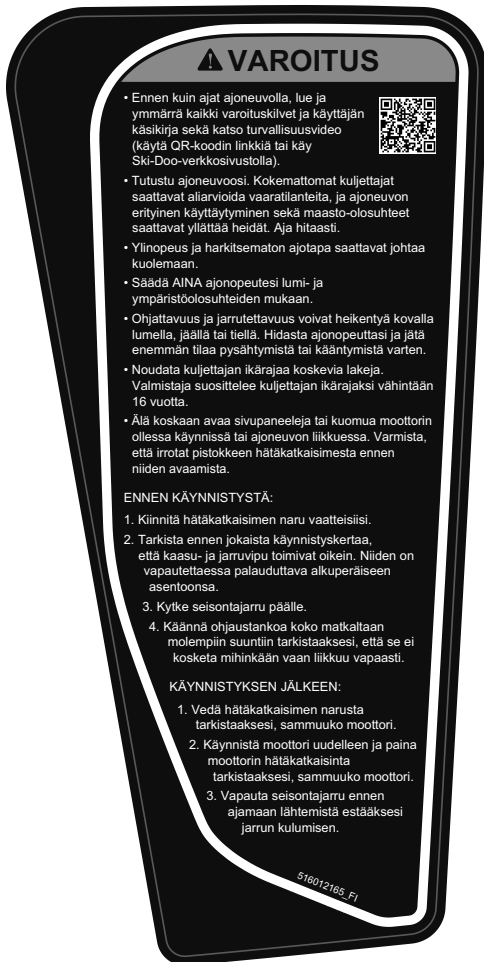 VAROITUS
• Ennen kuin ajat ajoneuvolla, lue ja
ymmärrä kaikki varoituskilvet ja käyttäjän
käsikirja sekä katso turvallisuusvideo
(käytä QR-koodin linkkiä tai käy
Ski-Doo-verkkosivustolla).
• Tutustu ajoneuvoosi. Kokemattomat kuljettajat
saattavat aliarvioida vaaratilanteita, ja ajoneuvon
erityinen käyttäytyminen sekä maasto-olosuhteet
saattavat yllättää heidät. Aja hitaasti.
• Ylinopeus ja harkitsematon ajotapa saattavat johtaa
kuolemaan.
• Säädä AINA ajonopeutesi lumi- ja
ympäristöolosuhteiden mukaan.
• Ohjattavuus ja jarrutettavuus voivat heikentyä kovalla
lumella, jäällä tai tiellä. Hidasta ajonopeuttasi ja jätä
enemmän tilaa pysähtymistä tai kääntymistä varten.
• Noudata kuljettajan ikärajaa koskevia lakeja.
Valmistaja suosittelee kuljettajan ikärajaksi vähintään
16 vuotta.
• Älä koskaan avaa sivupaneeleja tai kuomua moottorin
ollessa käynnissä tai ajoneuvon liikkuessa. Varmista,
että irrotat pistokkeen hätäkatkaisimesta ennen
niiden avaamista.
ENNEN KÄYNNISTYSTÄ:
1. Kiinnitä hätäkatkaisimen naru vaatteisiisi.
2. Tarkista ennen jokaista käynnistyskertaa,
että kaasu- ja jarruvipu toimivat oikein. Niiden on
vapautettaessa palauduttava alkuperäiseen
asentoonsa.
3. Kytke seisontajarru päälle.
4. Käännä ohjaustankoa koko matkaltaan
molempiin suuntiin tarkistaaksesi, että se ei
kosketa mihinkään vaan liikkuu vapaasti.
KÄYNNISTYKSEN JÄLKEEN:
1. Vedä hätäkatkaisimen narusta
tarkistaaksesi, sammuuko moottori.
2. Käynnistä moottori uudelleen ja paina
moottorin hätäkatkaisinta
tarkistaaksesi, sammuuko moottori.
3. Vapauta seisontajarru ennen
ajamaan lähtemistä estääksesi
jarrun kulumisen.
516012165_FI